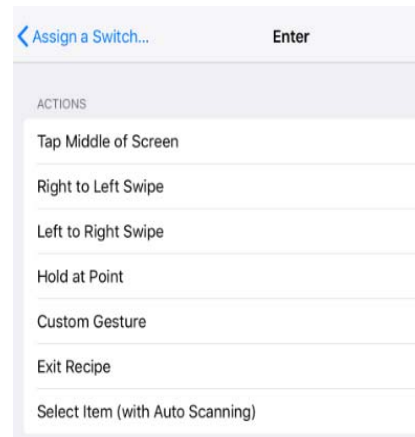 Assign a Switch... Enter
ACTIONS
Tap Middle of Screen
Right to Left Swipe
Left to Right Swipe
Hold at Point
Custom Gesture
Exit Recipe
Select Item (with Auto Scanning)